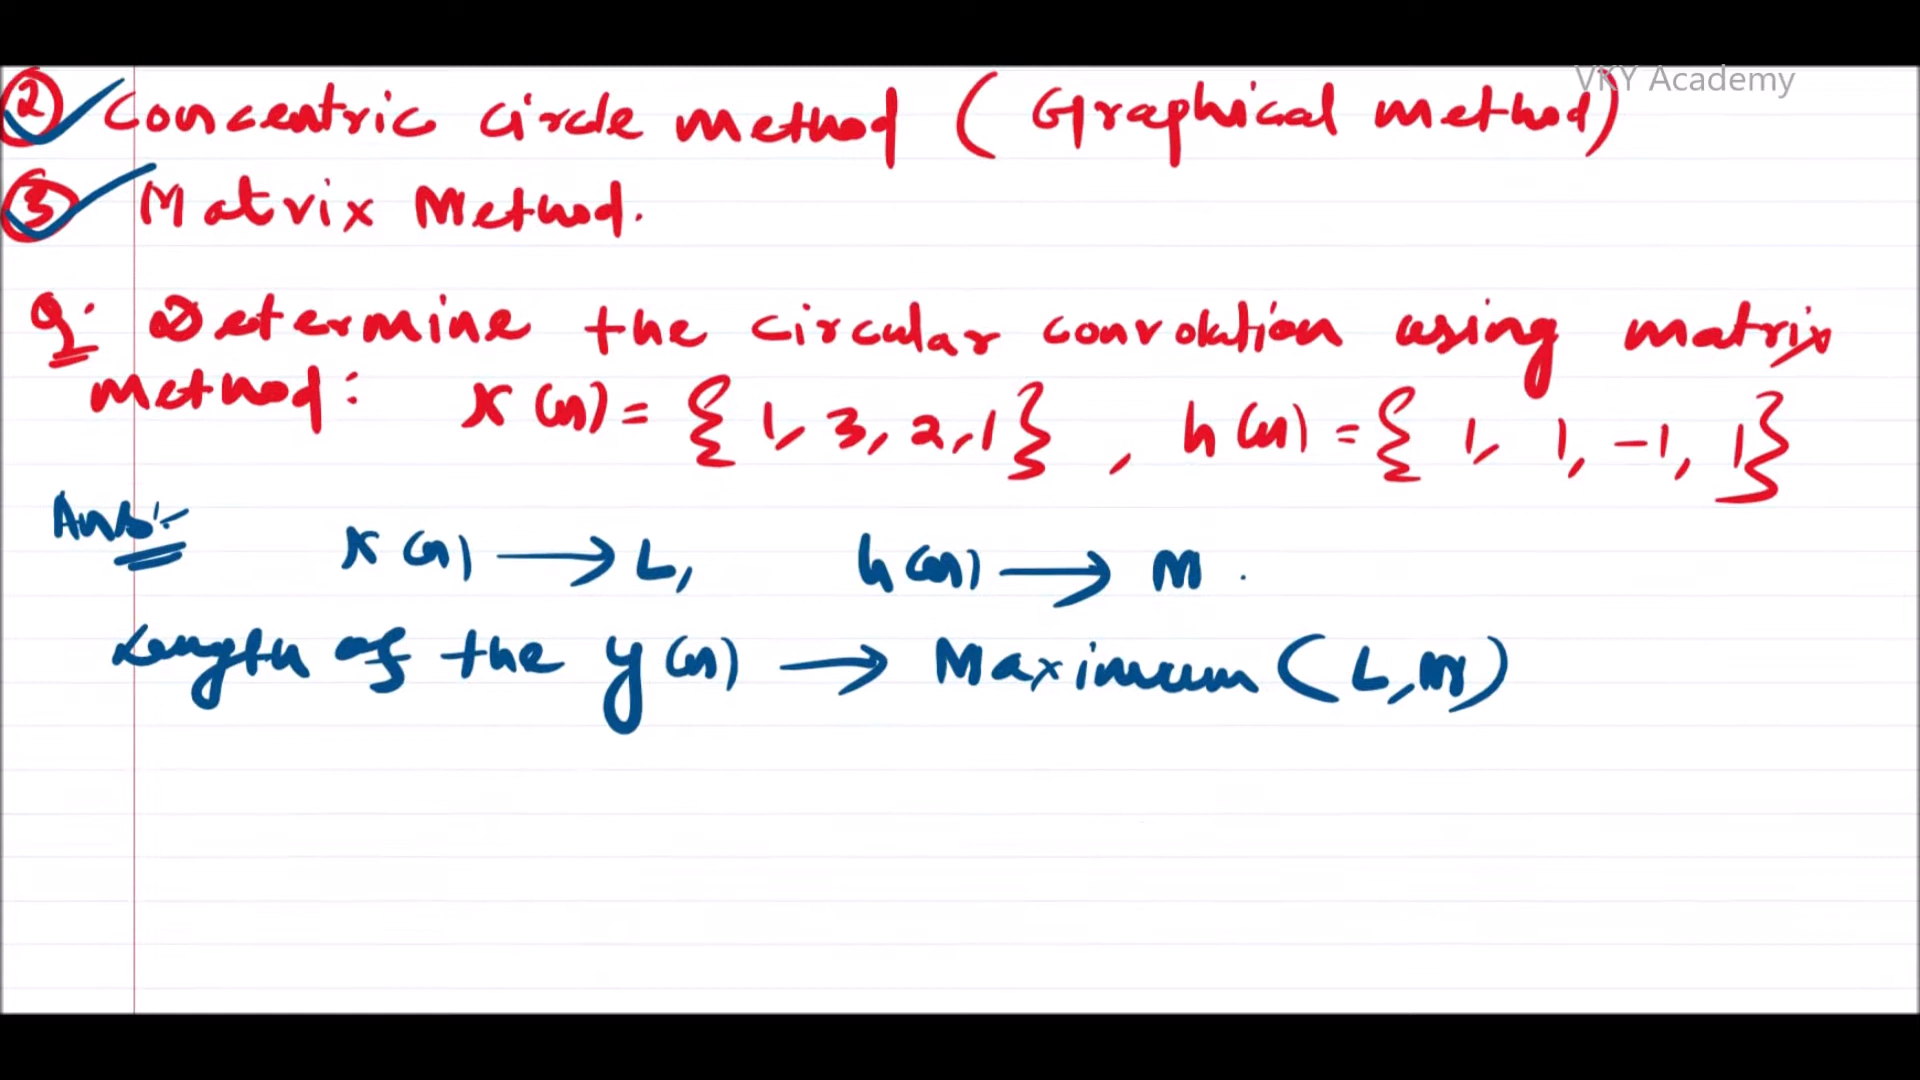 VKY Academy
② Concentric circle method (Graphical method)
③ Matrix Method.
Q: Determine the circular convolution using matrix
method: x(n) = { 1, 3, 2, 1 } , h(n) = { 1, 1, -1, 1 }
Ans:- x(n) ⟶ L, h(n) ⟶ M .
Length of the y(n) ⟶ Maximum ( L, M )